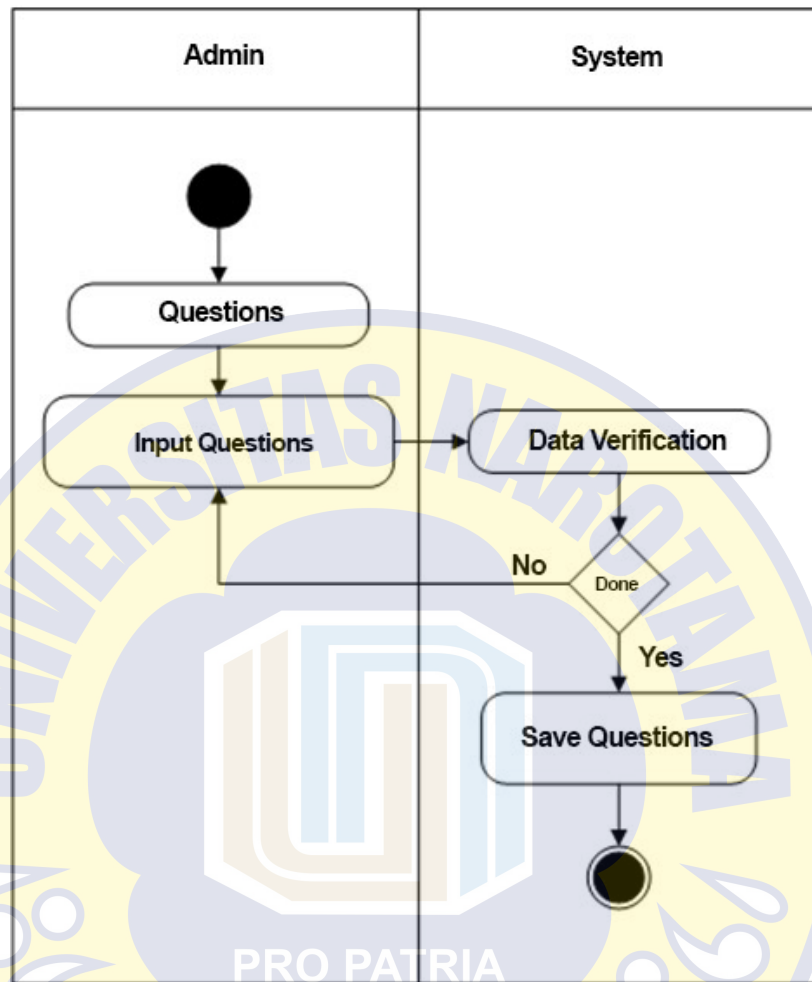 Admin
System
Questions
Input Questions
Data Verification
No
Done
Yes
Save Questions
UNIVERSITAS NAROTAMA
PRO PATRIA